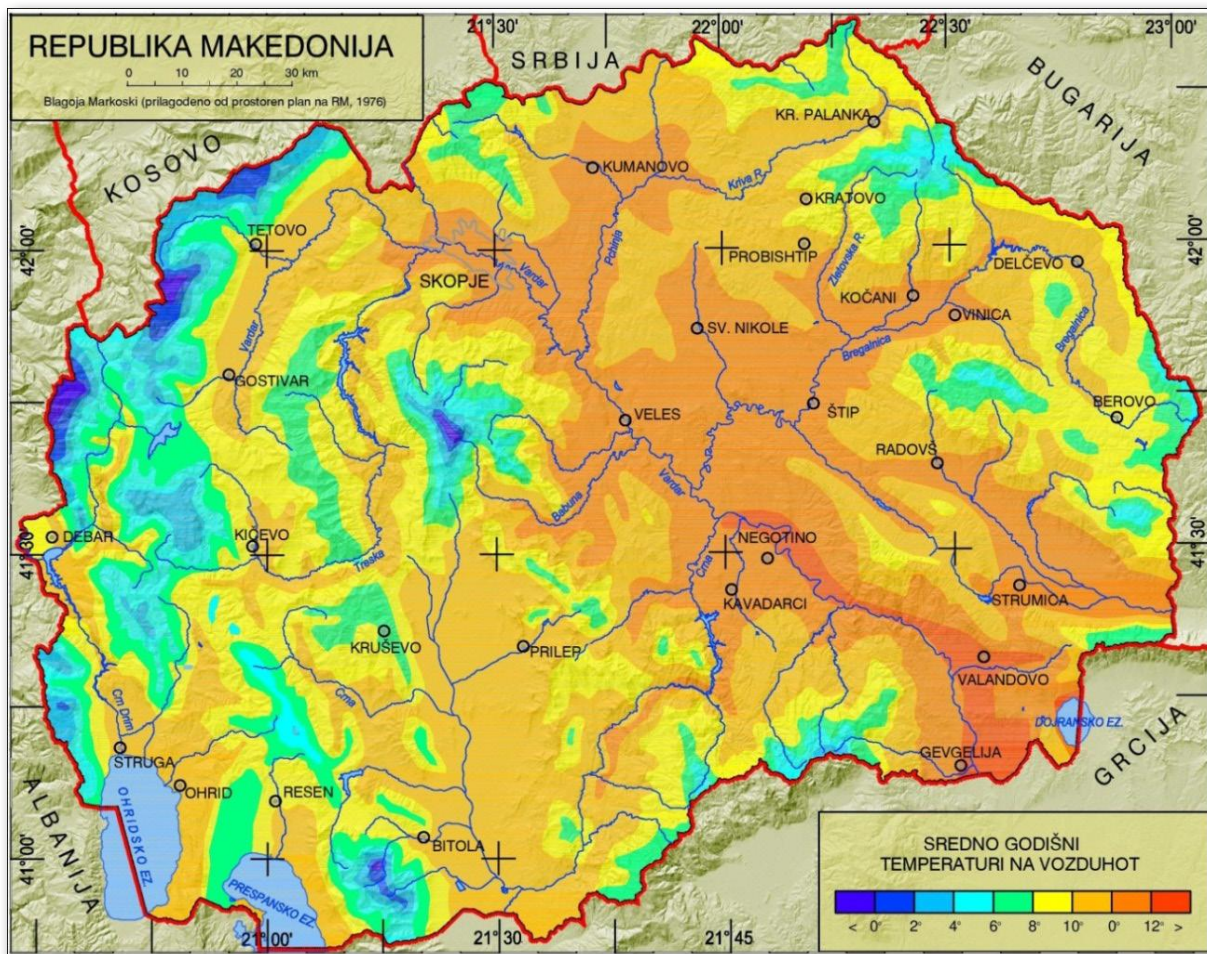 REPUBLIKA MAKEDONIJA
0 10 20 30 km
Blagoja Markoski (prilagodeno od prostoren plan na RM, 1976)
21°30' 22°00' 22°30' 23°00'
SRBIJA
BUGARIJA
KOSOVO
KR. PALANKA
KUMANOVO
Kriva R.
KRATOVO
TETOVO
42°00'
42°00'
Pčinja
PROBISHTIP
Zletovska R.
DELČEVO
SKOPJE
Vardar
KOČANI
VINICA
SV. NIKOLE
Bregalnica
Bregalnica
Vardar
GOSTIVAR
ŠTIP
BEROVO
VELES
RADOVŠ
Vardar
Babuna
DEBAR
41°30'
KIČEVO
Treska
NEGOTINO
41°30'
Crna
KAVADARCI
STRUMICA
KRUŠEVO
PRILEP
VALANDOVO
Crna
Crn Drim
DOJRANSKO EZ.
STRUGA
GEVGELIJA
GRCIJA
ALBANIJA
OHRID
RESEN
OHRIDSKO EZ.
BITOLA
41°00'
PRESPANSKO EZ.
21°00' 21°30' 21°45'
SREDNO GODIŠNI
TEMPERATURI NA VOZDUHOT
< 0° 2° 4° 6° 8° 10° 0° 12° >